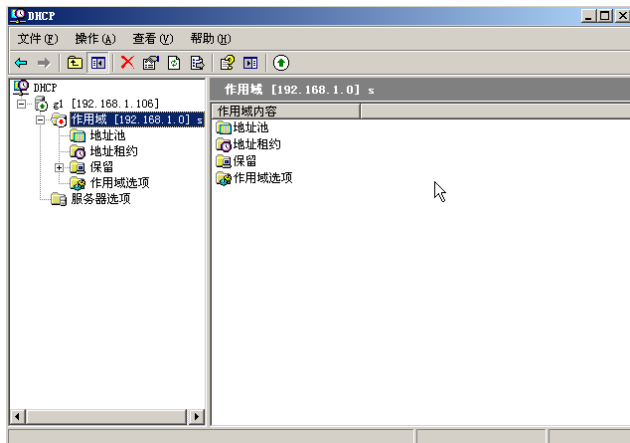 DHCP
文件(F) 操作(A) 查看(V) 帮助(H)
DHCP
g1 [192.168.1.106]
作用域 [192.168.1.0] s
地址池
地址租约
保留
作用域选项
服务器选项
作用域 [192.168.1.0] s
作用域内容
地址池
地址租约
保留
作用域选项